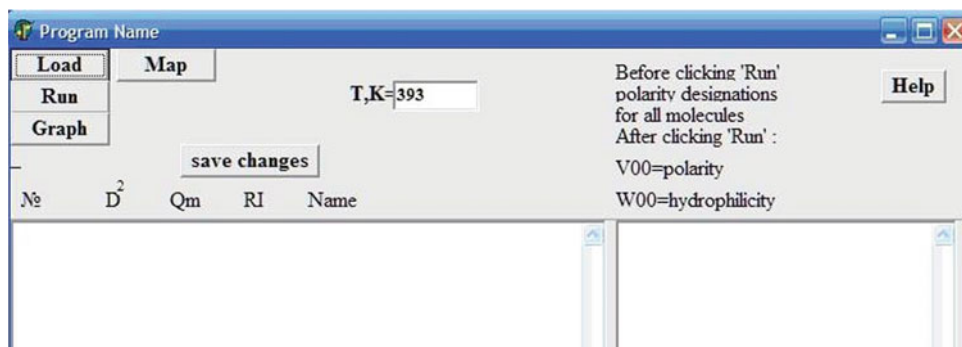 Program Name
Load
Map
Run
Graph
T,K=393
save changes
Before clicking 'Run'
polarity designations
for all molecules
After clicking 'Run' :
V00=polarity
W00=hydrophilicity
Help
№ D² Qm RI Name